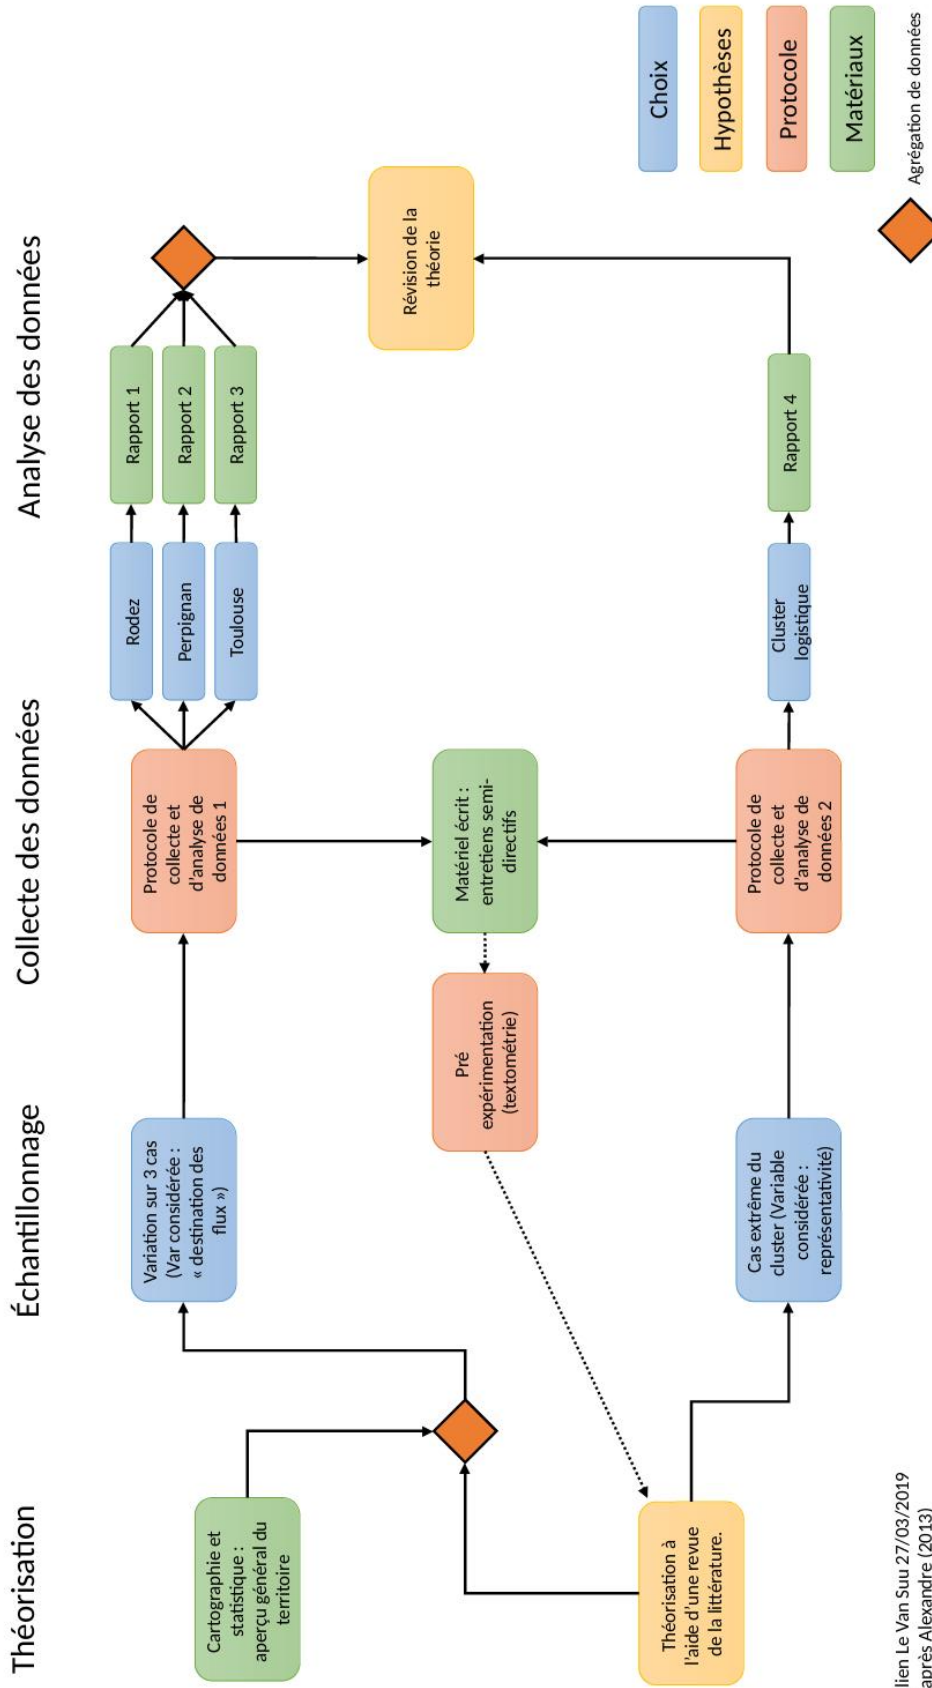 Théorisation
Échantillonnage
Collecte des données
Analyse des données
Cartographie et
statistique :
aperçu général du
territoire
Théorisation à
l'aide d'une revue
de la littérature.
Variation sur 3 cas
(Var considérée :
« destination des
flux »)
Cas extrême du
cluster (Variable
considérée :
représentativité)
Pré
expérimentation
(textométrie)
Protocole de
collecte et
d'analyse de
données 1
Matériel écrit :
entretiens semi-
directifs
Protocole de
collecte et
d'analyse de
données 2
Rodez
Perpignan
Toulouse
Cluster
logistique
Rapport 1
Rapport 2
Rapport 3
Rapport 4
Révision de la
théorie
Choix
Hypothèses
Protocole
Matériaux
Agrégation de données
lien Le Van Suu 27/03/2019
après Alexandre (2013)